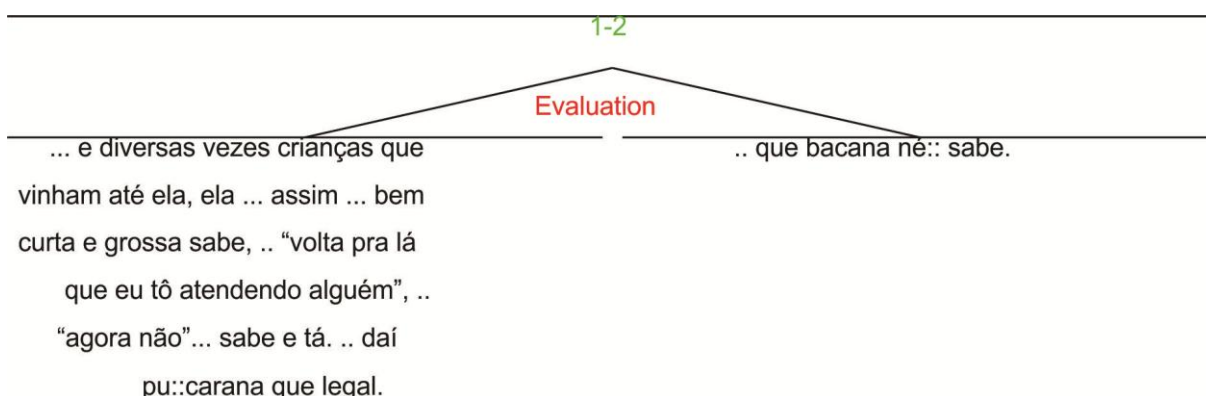 1-2
Evaluation
... e diversas vezes crianças que
vinham até ela, ela ... assim ... bem
curta e grossa sabe, .. “volta pra lá
que eu tô atendendo alguém”, ..
“agora não”... sabe e tá. .. daí
pu::carana que legal.
.. que bacana né:: sabe.